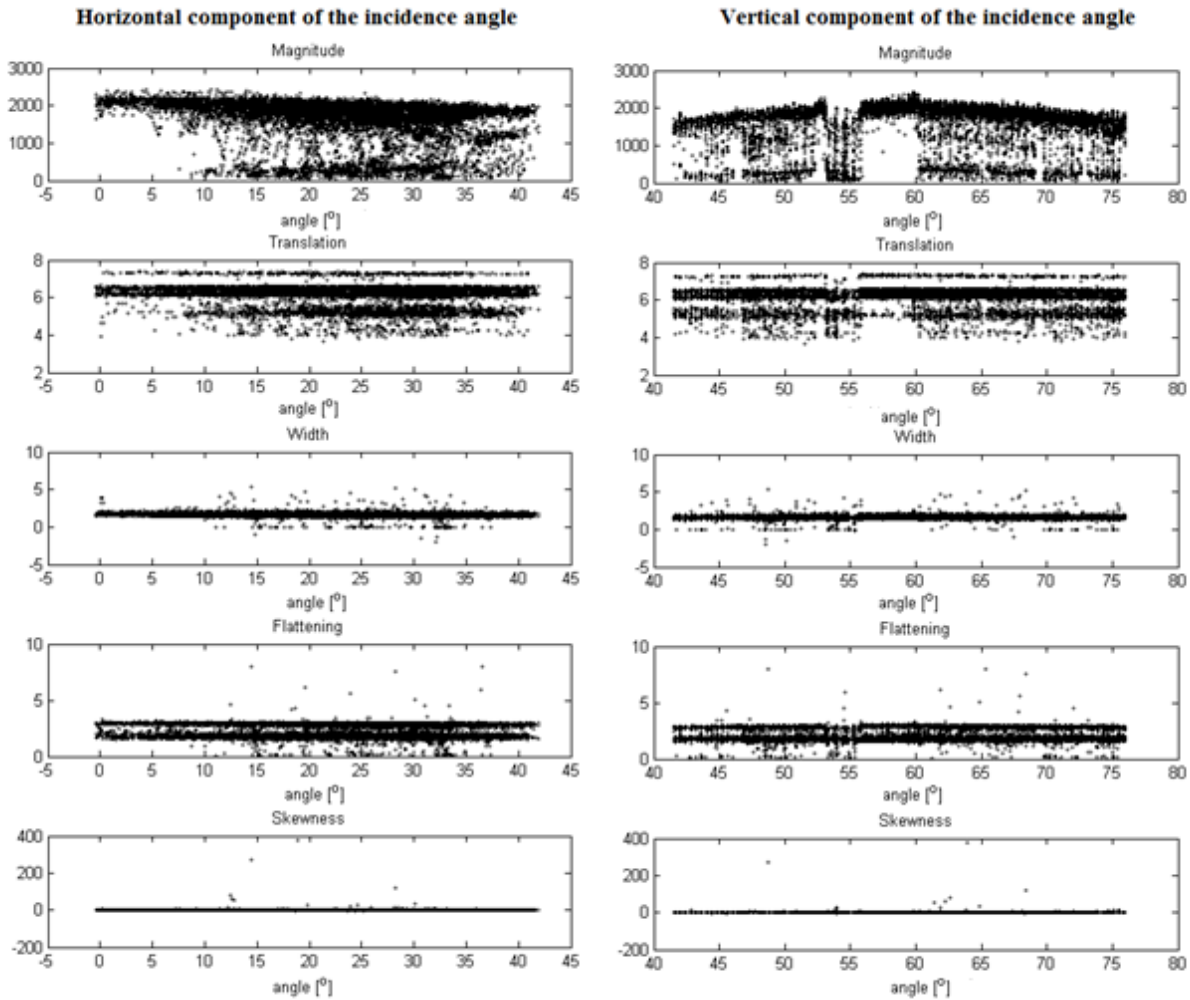 Horizontal component of the incidence angle
Magnitude
3000
2000
1000
0
-5 0 5 10 15 20 25 30 35 40 45
angle [o]
Translation
8
6
4
2
-5 0 5 10 15 20 25 30 35 40 45
angle [o]
Width
10
5
0
-5
-5 0 5 10 15 20 25 30 35 40 45
angle [o]
Flattening
10
5
0
-5 0 5 10 15 20 25 30 35 40 45
angle [o]
Skewness
400
200
0
-200
-5 0 5 10 15 20 25 30 35 40 45
angle [o]
Vertical component of the incidence angle
Magnitude
3000
2000
1000
0
40 45 50 55 60 65 70 75 80
angle [o]
Translation
8
6
4
2
40 45 50 55 60 65 70 75 80
angle [o]
Width
10
5
0
-5
40 45 50 55 60 65 70 75 80
angle [o]
Flattening
10
5
0
40 45 50 55 60 65 70 75 80
angle [o]
Skewness
400
200
0
-200
40 45 50 55 60 65 70 75 80
angle [o]